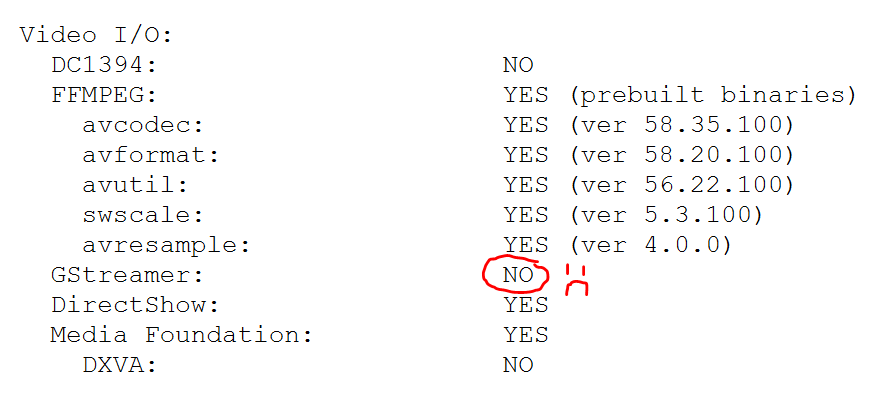 Video I/O:
DC1394: NO
FFMPEG: YES (prebuilt binaries)
avcodec: YES (ver 58.35.100)
avformat: YES (ver 58.20.100)
avutil: YES (ver 56.22.100)
swscale: YES (ver 5.3.100)
avresample: YES (ver 4.0.0)
GStreamer: NO
DirectShow: YES
Media Foundation: YES
DXVA: NO